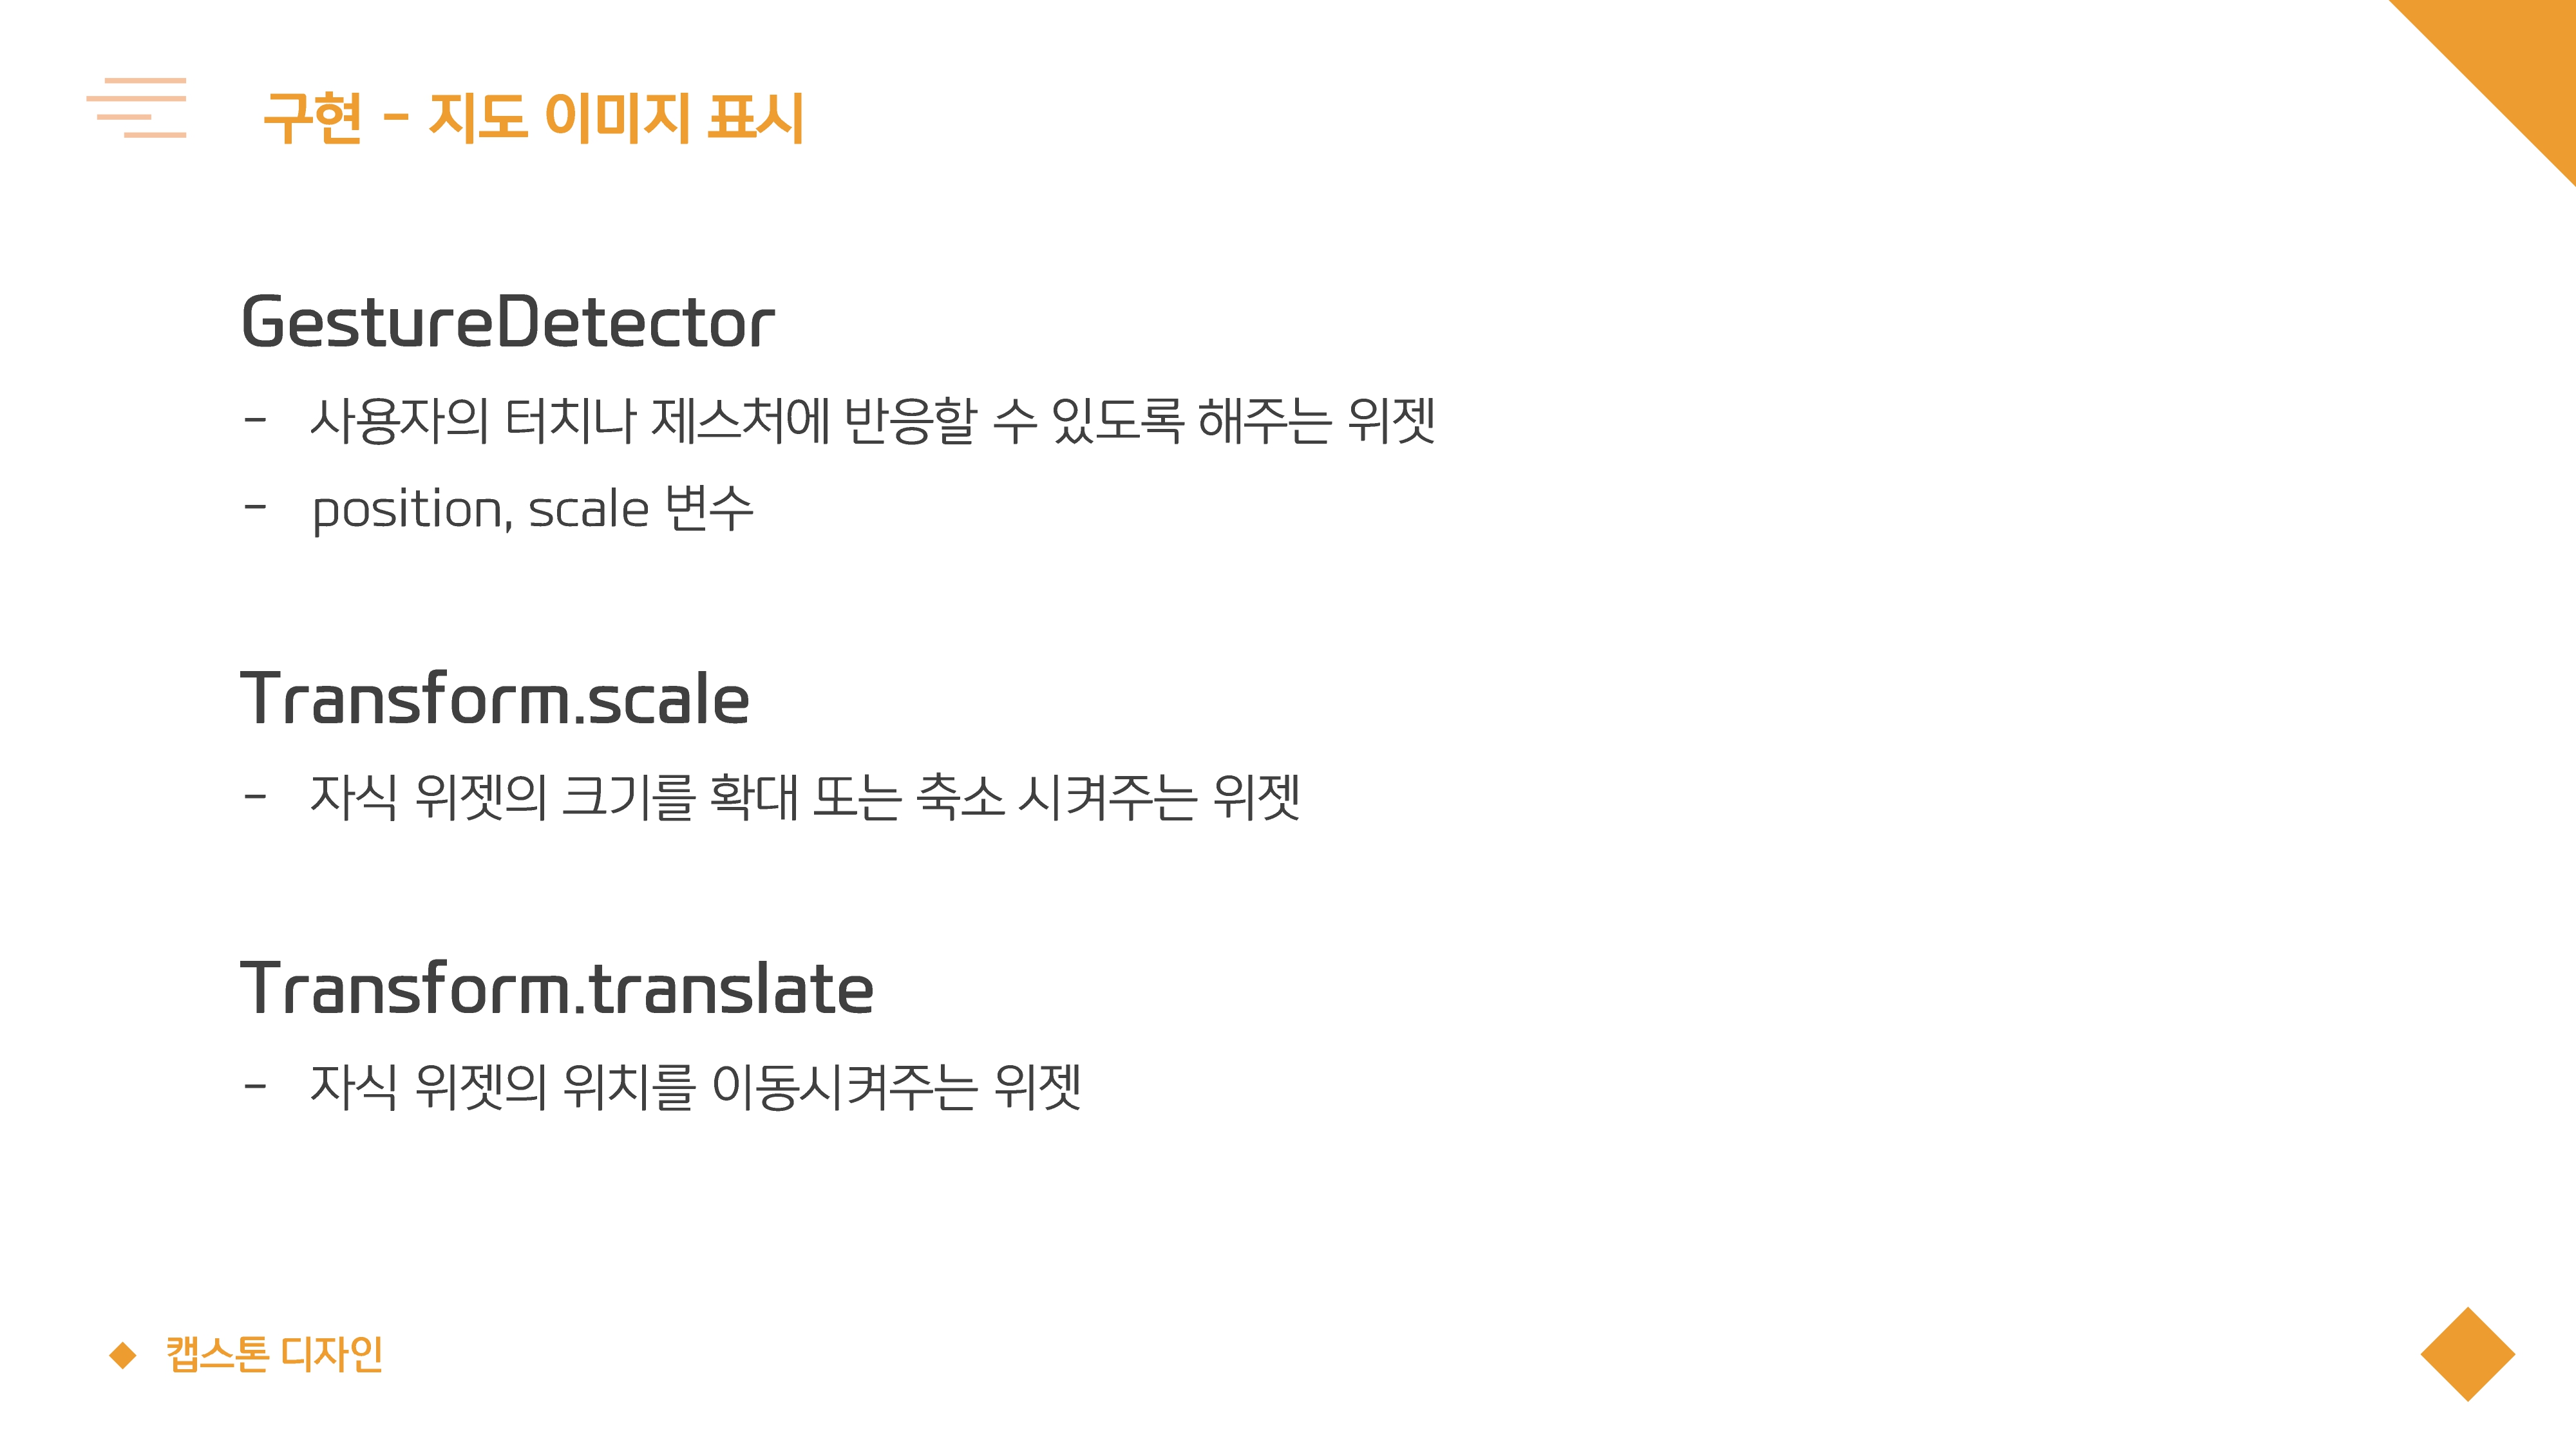 구현 - 지도 이미지 표시
GestureDetector
- 사용자의 터치나 제스처에 반응할 수 있도록 해주는 위젯
- position, scale 변수
Transform.scale
- 자식 위젯의 크기를 확대 또는 축소 시켜주는 위젯
Transform.translate
- 자식 위젯의 위치를 이동시켜주는 위젯
캡스톤 디자인